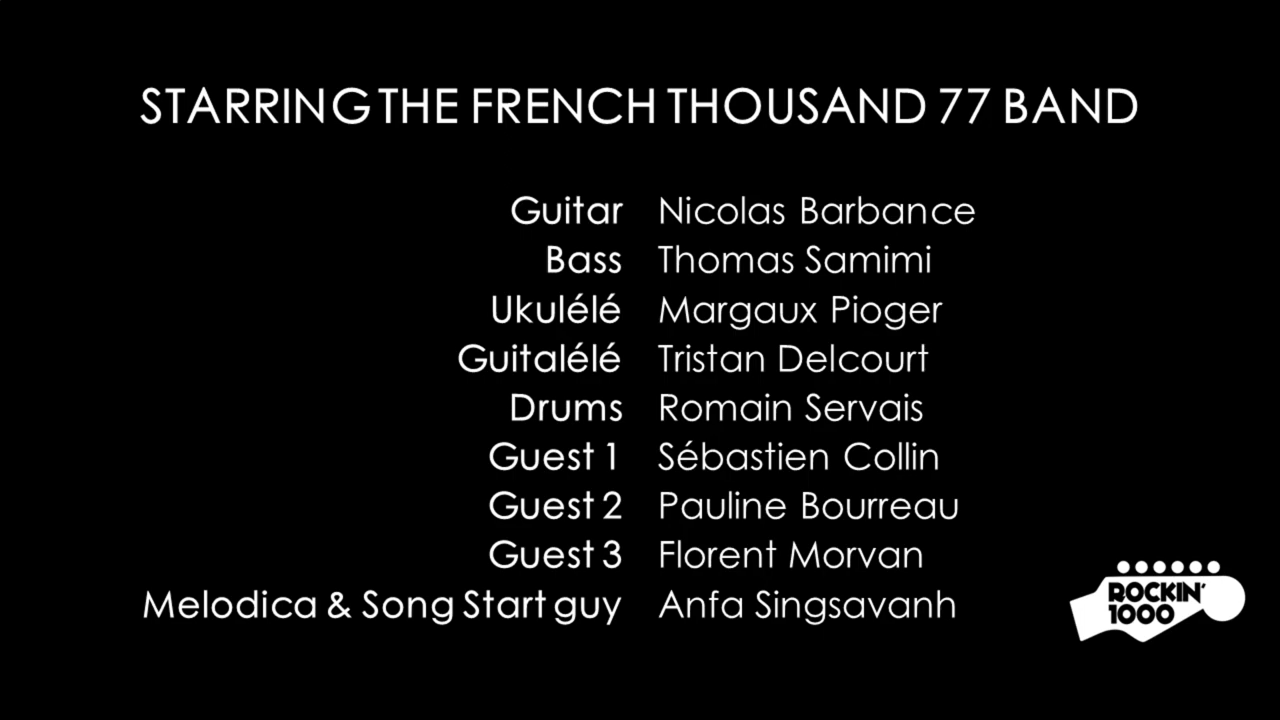 STARRING THE FRENCH THOUSAND 77 BAND
Guitar Nicolas Barbance
Bass Thomas Samimi
Ukulélé Margaux Pioger
Guitalélé Tristan Delcourt
Drums Romain Servais
Guest 1 Sébastien Collin
Guest 2 Pauline Bourreau
Guest 3 Florent Morvan
Melodica & Song Start guy Anfa Singsavanh
ROCKIN'
1000